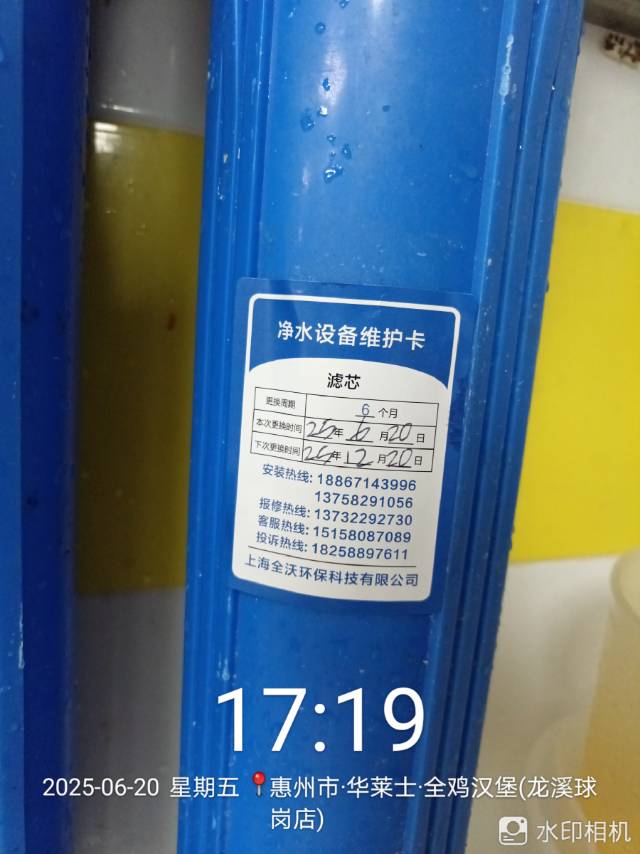 净水设备维护卡
滤芯
更换周期 6 个月
本次更换时间 25年 6月20日
下次更换时间 25年 12月20日
安装热线: 18867143996
13758291056
报修热线: 13732292730
客服热线: 15158087089
投诉热线: 18258897611
上海全沃环保科技有限公司
17:19
2025-06-20 星期五 📍惠州市·华莱士·全鸡汉堡(龙溪球
岗店)
水印相机